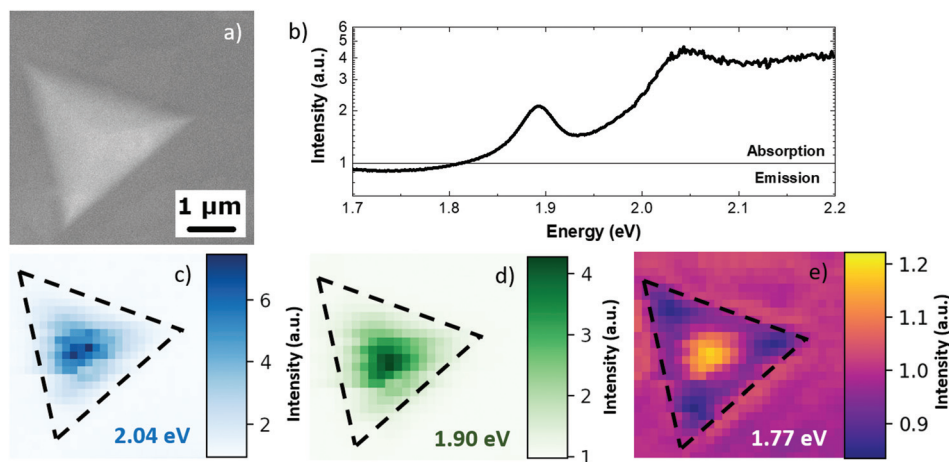 a)
1 µm
b)
Intensity (a.u.)
6
5
4
3
2
1
Absorption
Emission
1.7
1.8
1.9
2.0
2.1
2.2
Energy (eV)
c)
2.04 eV
6
4
2
Intensity (a.u.)
d)
1.90 eV
4
3
2
1
Intensity (a.u.)
e)
1.77 eV
1.2
1.1
1.0
0.9
Intensity (a.u.)